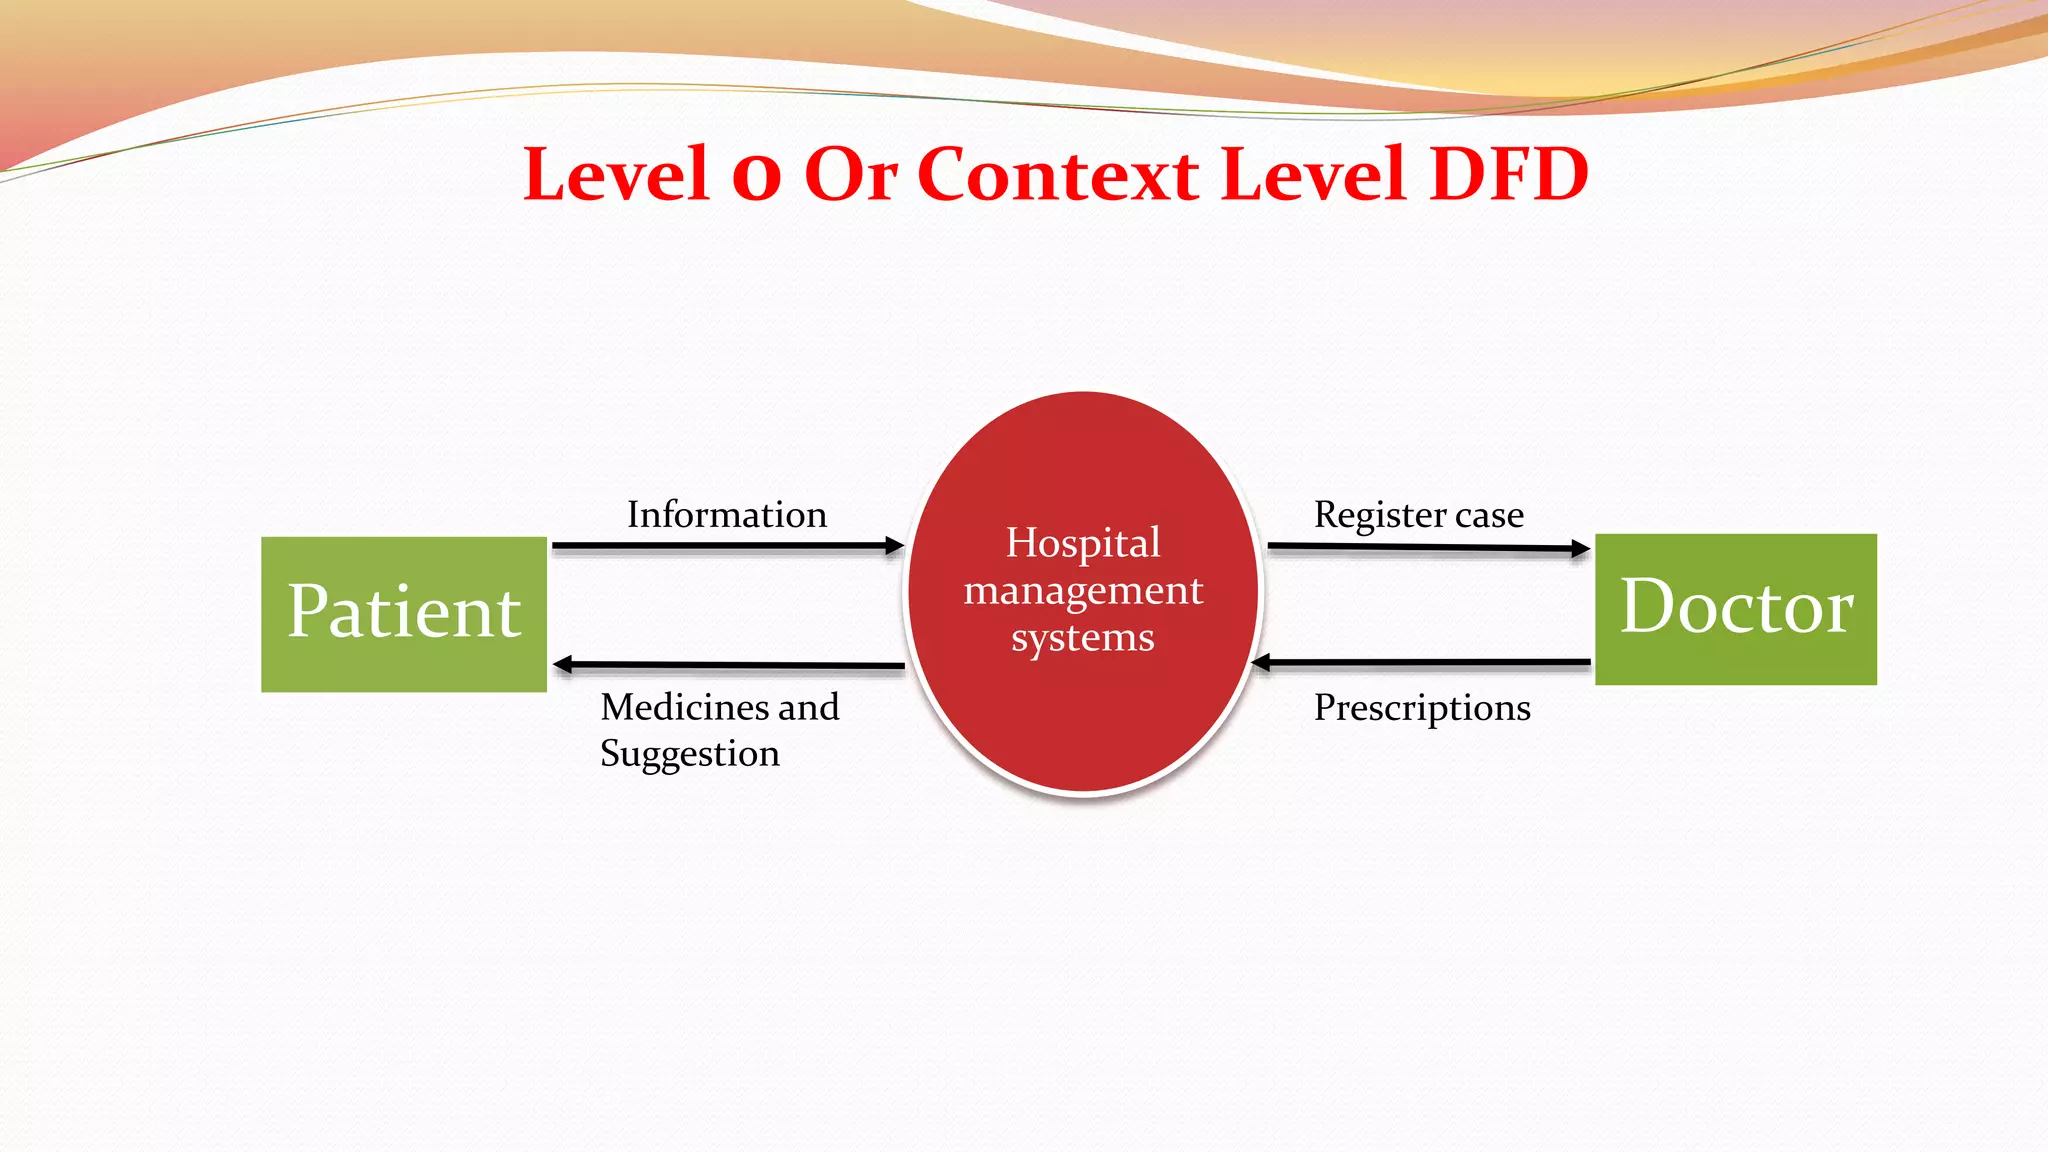 Level 0 Or Context Level DFD
Information
Register case
Patient
Hospital
management
systems
Doctor
Medicines and
Suggestion
Prescriptions